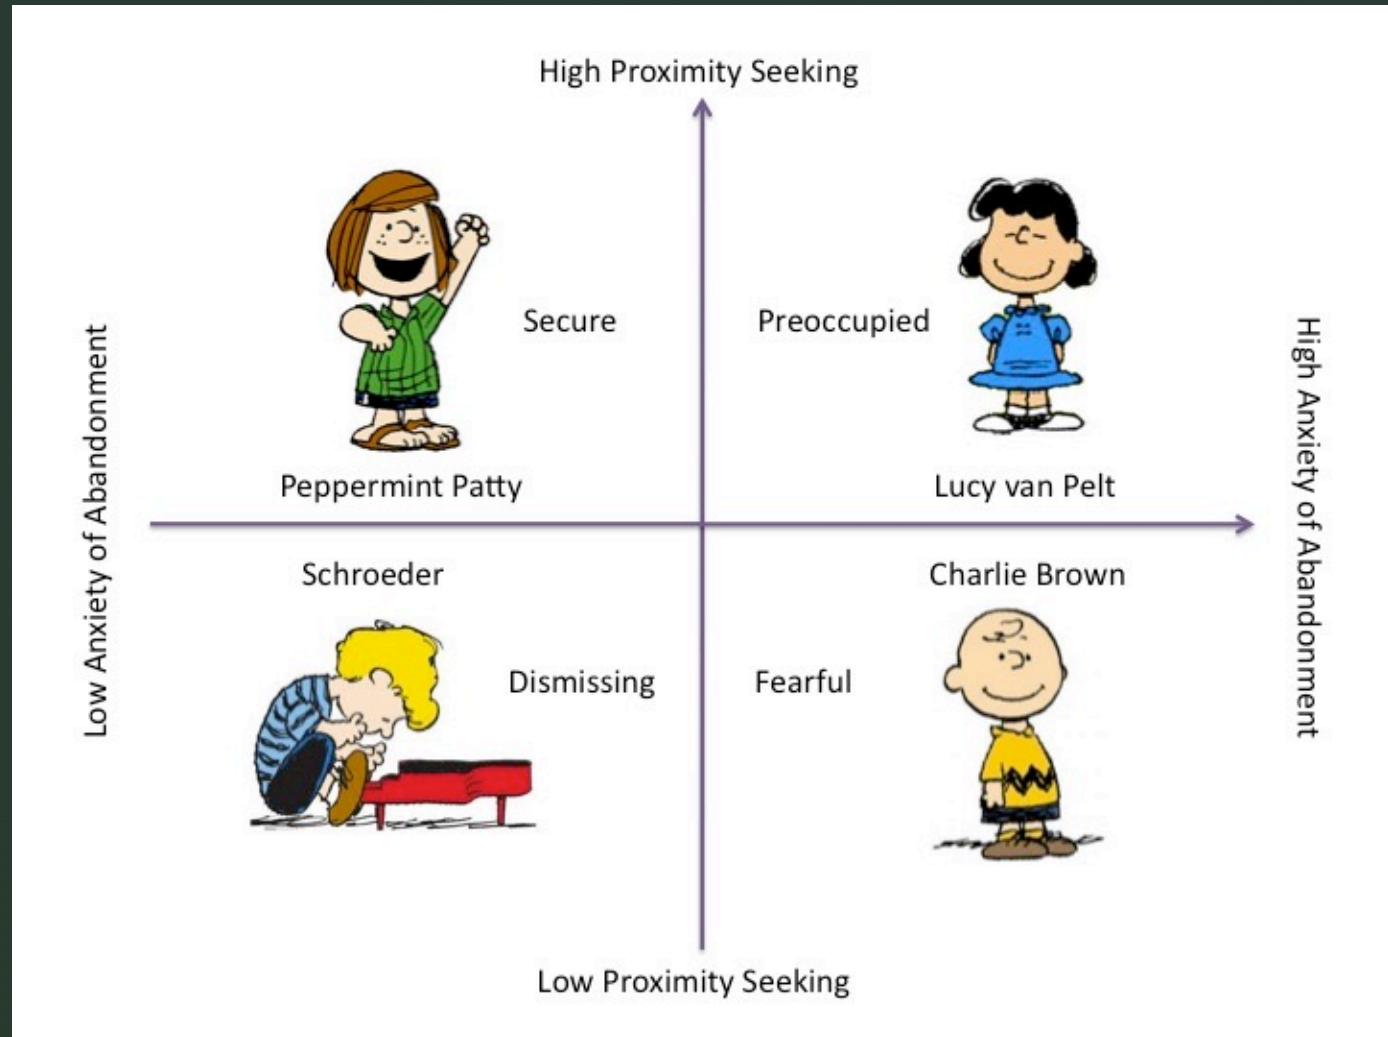 High Proximity Seeking
Secure
Preoccupied
Low Anxiety of Abandonment
High Anxiety of Abandonment
Peppermint Patty
Lucy van Pelt
Schroeder
Charlie Brown
Dismissing
Fearful
Low Proximity Seeking